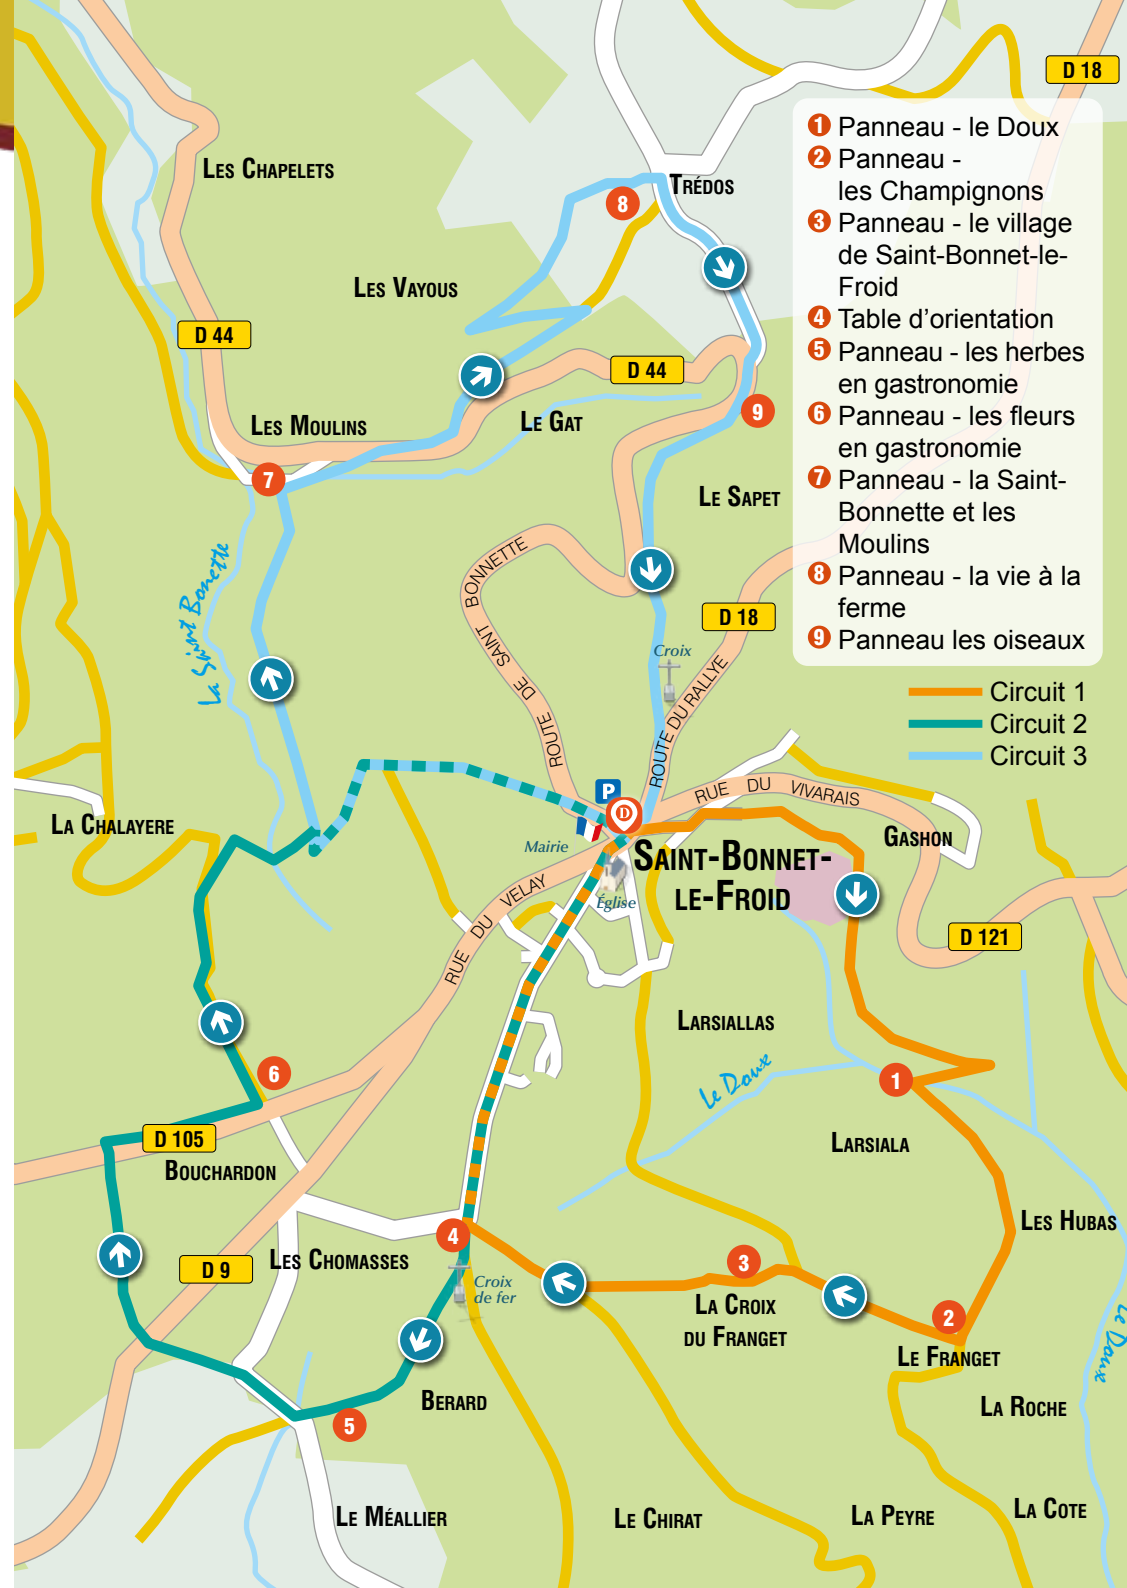 D 18
1 Panneau - le Doux
2 Panneau -
les Champignons
3 Panneau - le village
de Saint-Bonnet-le-
Froid
4 Table d'orientation
5 Panneau - les herbes
en gastronomie
6 Panneau - les fleurs
en gastronomie
7 Panneau - la Saint-
Bonnette et les
Moulins
8 Panneau - la vie à la
ferme
9 Panneau les oiseaux
Circuit 1
Circuit 2
Circuit 3
LES CHAPELETS
TRÉDOS
8
LES VAYOUS
D 44
D 44
LES MOULINS
LE GAT
9
7
LE SAPET
La Saint Bonette
ROUTE DE SAINT BONNETTE
D 18
Croix
ROUTE DU RALLYE
P
D
RUE DU VIVARAIS
LA CHALAYERE
Mairie
GASHON
SAINT-BONNET-
LE-FROID
Église
RUE DU VELAY
D 121
LARSIALLAS
Le Doux
6
1
D 105
LARSIALA
BOUCHARDON
LES HUBAS
4
D 9
LES CHOMASSES
Croix
de fer
3
LA CROIX
DU FRANGET
2
LE FRANGET
Le Doux
BERARD
5
LA ROCHE
LE MÉALLIER
LE CHIRAT
LA PEYRE
LA COTE